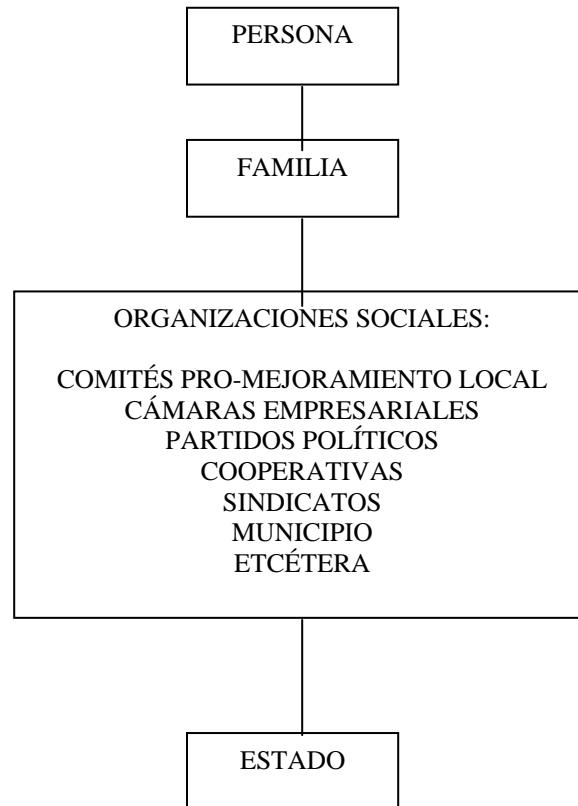 PERSONA
FAMILIA
ORGANIZACIONES SOCIALES:
COMITÉS PRO-MEJORAMIENTO LOCAL
CÁMARAS EMPRESARIALES
PARTIDOS POLÍTICOS
COOPERATIVAS
SINDICATOS
MUNICIPIO
ETCÉTERA
ESTADO